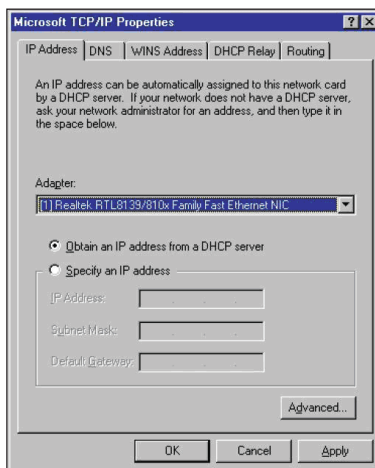 Microsoft TCP/IP Properties
IP Address DNS WINS Address DHCP Relay Routing
An IP address can be automatically assigned to this network card
by a DHCP server. If your network does not have a DHCP server,
ask your network administrator for an address, and then type it in
the space below.
Adapter:
[1] Realtek RTL8139/810x Family Fast Ethernet NIC
Obtain an IP address from a DHCP server
Specify an IP address
IP Address:
Subnet Mask:
Default Gateway:
Advanced...
OK Cancel Apply